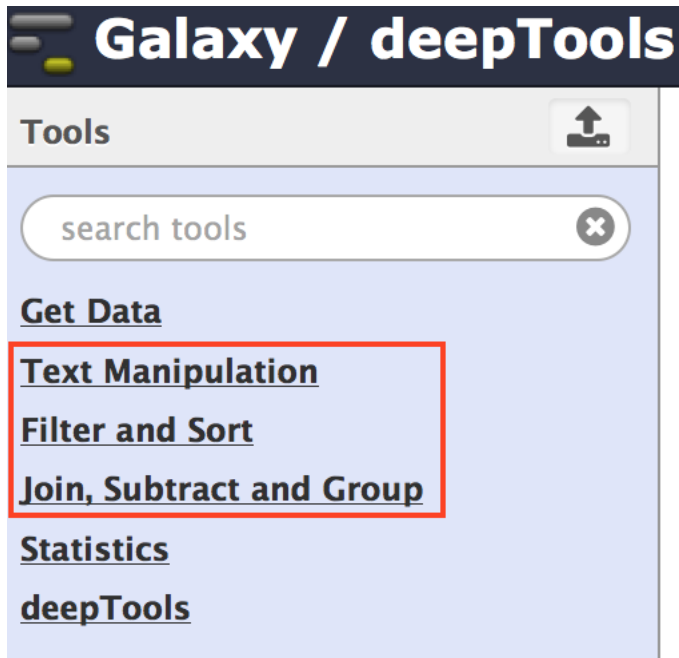 Galaxy / deepTools
Tools
search tools
Get Data
Text Manipulation
Filter and Sort
Join, Subtract and Group
Statistics
deepTools